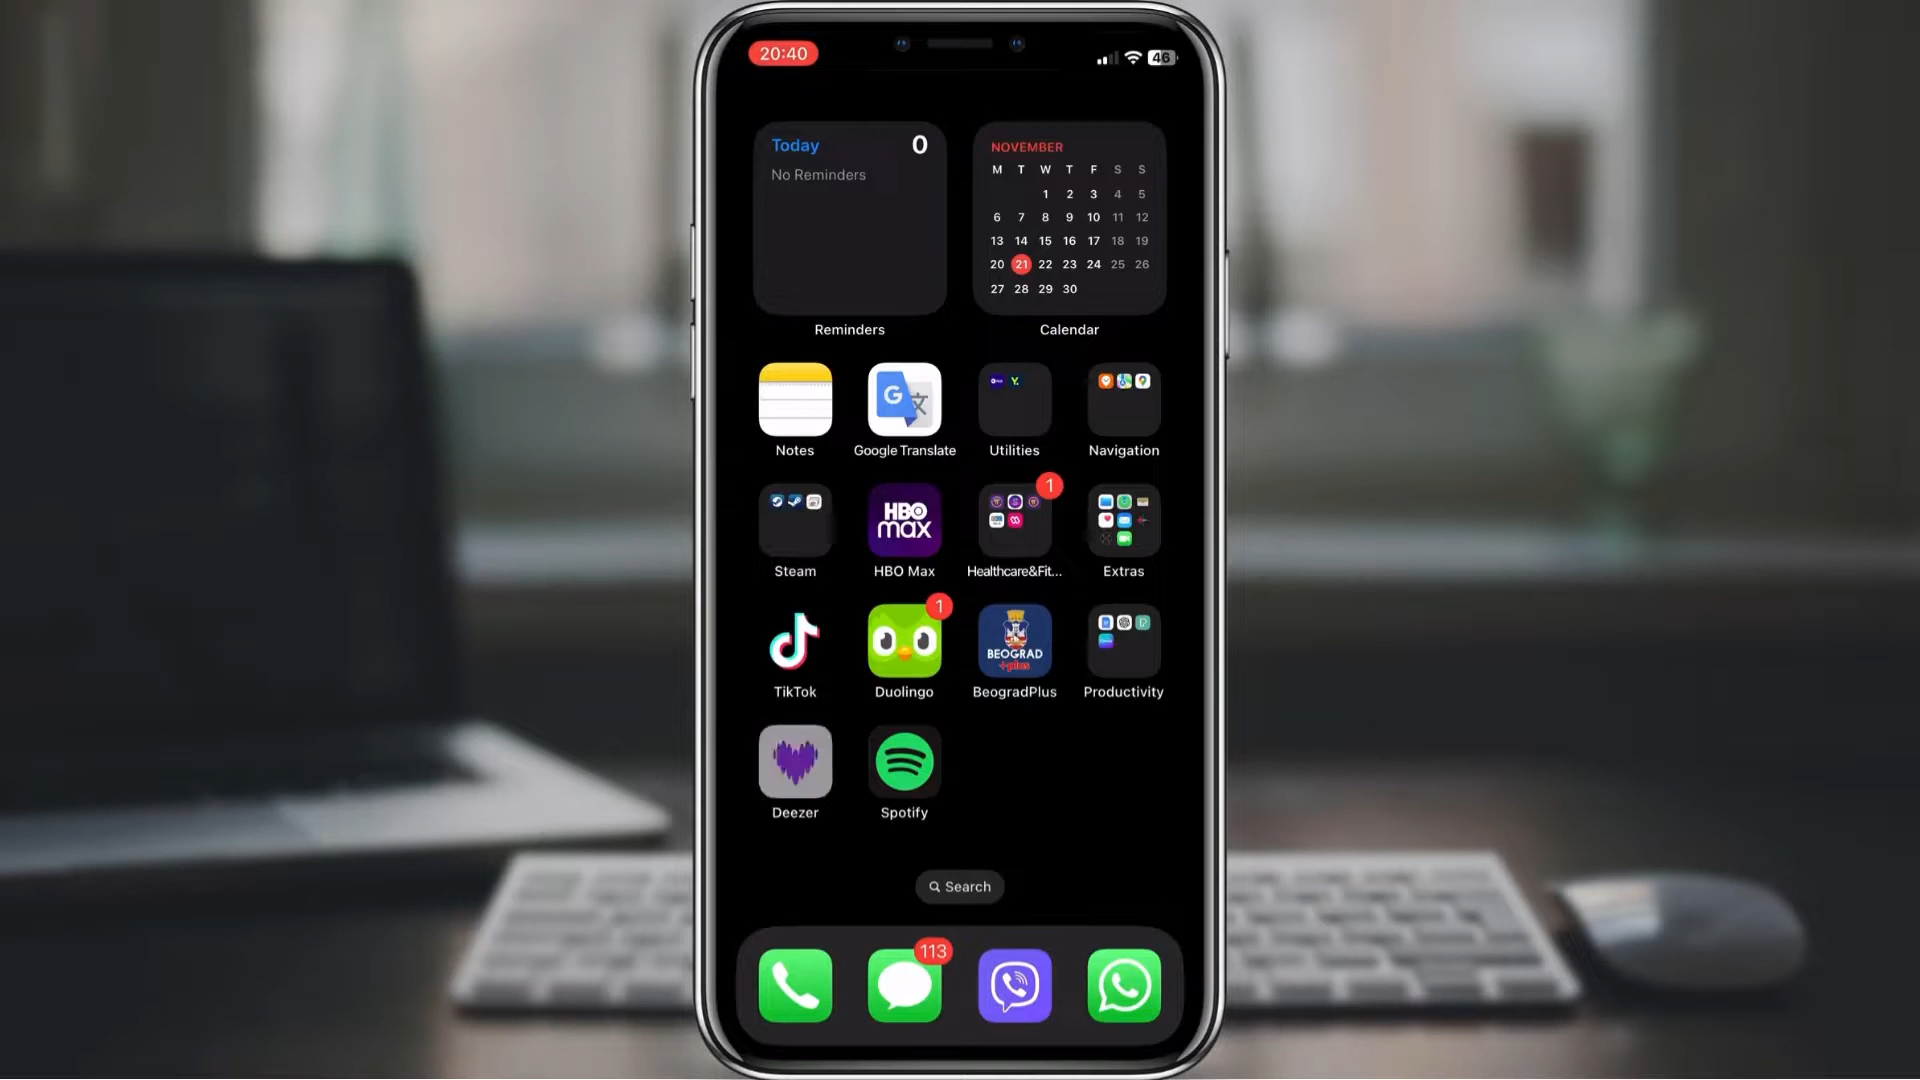 20:40
46
Today 0
No Reminders
NOVEMBER
M T W T F S S
1 2 3 4 5
6 7 8 9 10 11 12
13 14 15 16 17 18 19
20 21 22 23 24 25 26
27 28 29 30
Reminders Calendar
G 文
Notes Google Translate Utilities Navigation
1
HBO
max
Steam HBO Max Healthcare&Fit... Extras
1
BEOGRAD
+plus
TikTok Duolingo BeogradPlus Productivity
Deezer Spotify
Search
113